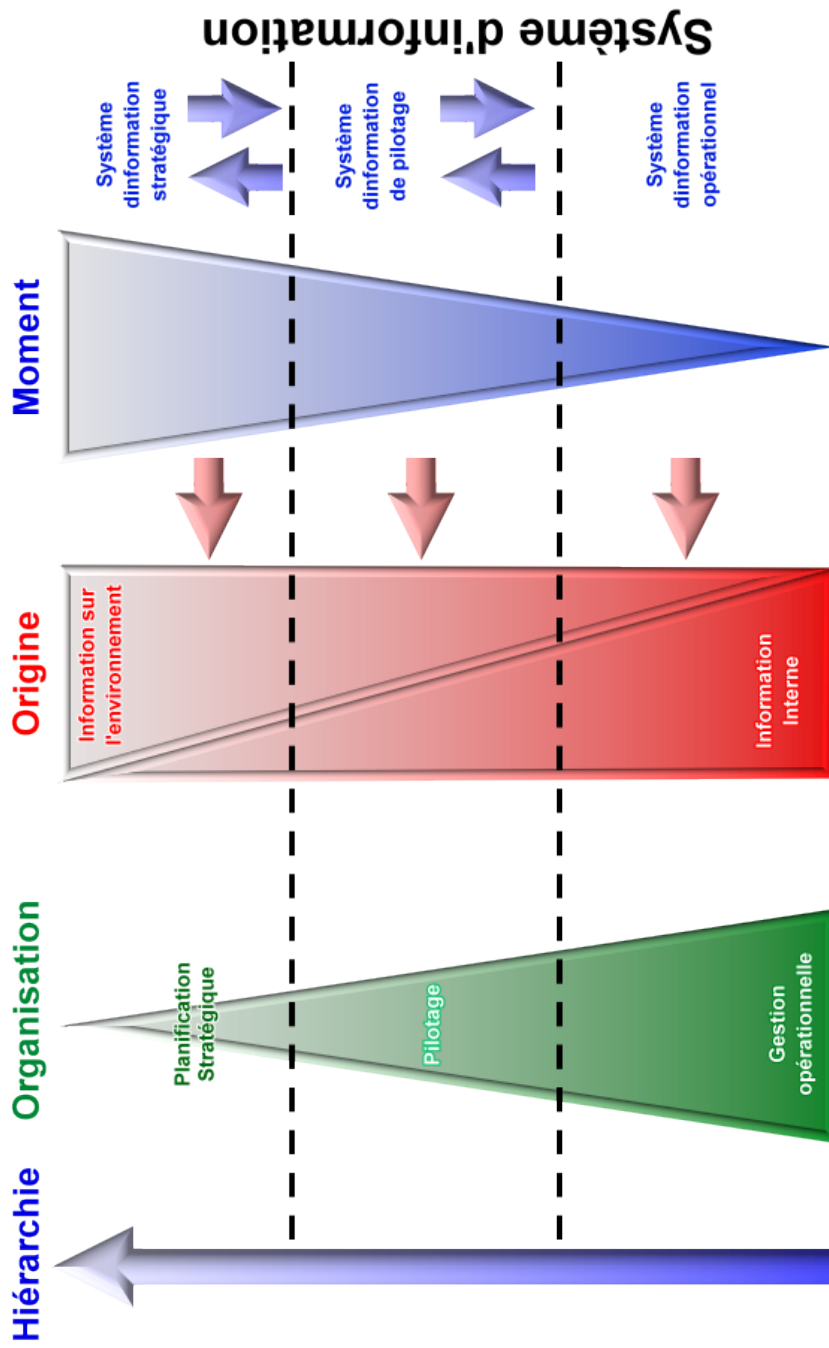 Système d'information
Hiérarchie
Organisation
Origine
Moment
Planification
Stratégique
Pilotage
Gestion
opérationnelle
Information sur
l'environnement
Information
Interne
Système
dinformation
stratégique
Système
dinformation
de pilotage
Système
dinformation
opérationnel